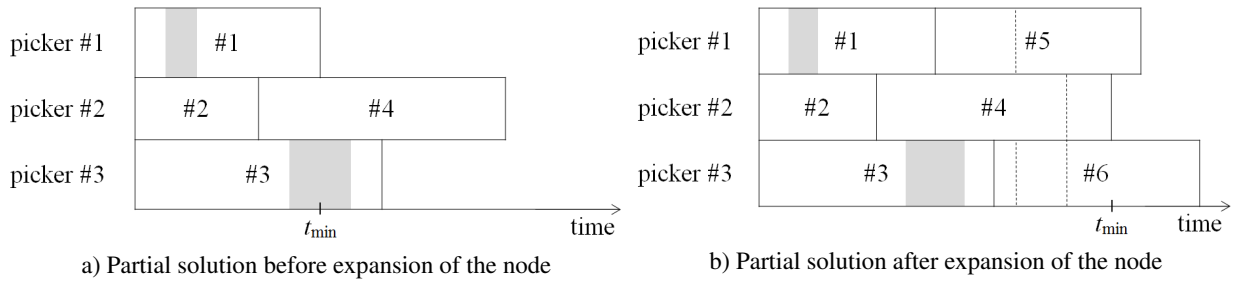 picker #1 #1
picker #2 #2 #4
picker #3 #3
tmin time
a) Partial solution before expansion of the node
picker #1 #1 #5
picker #2 #2 #4
picker #3 #3 #6
tmin time
b) Partial solution after expansion of the node